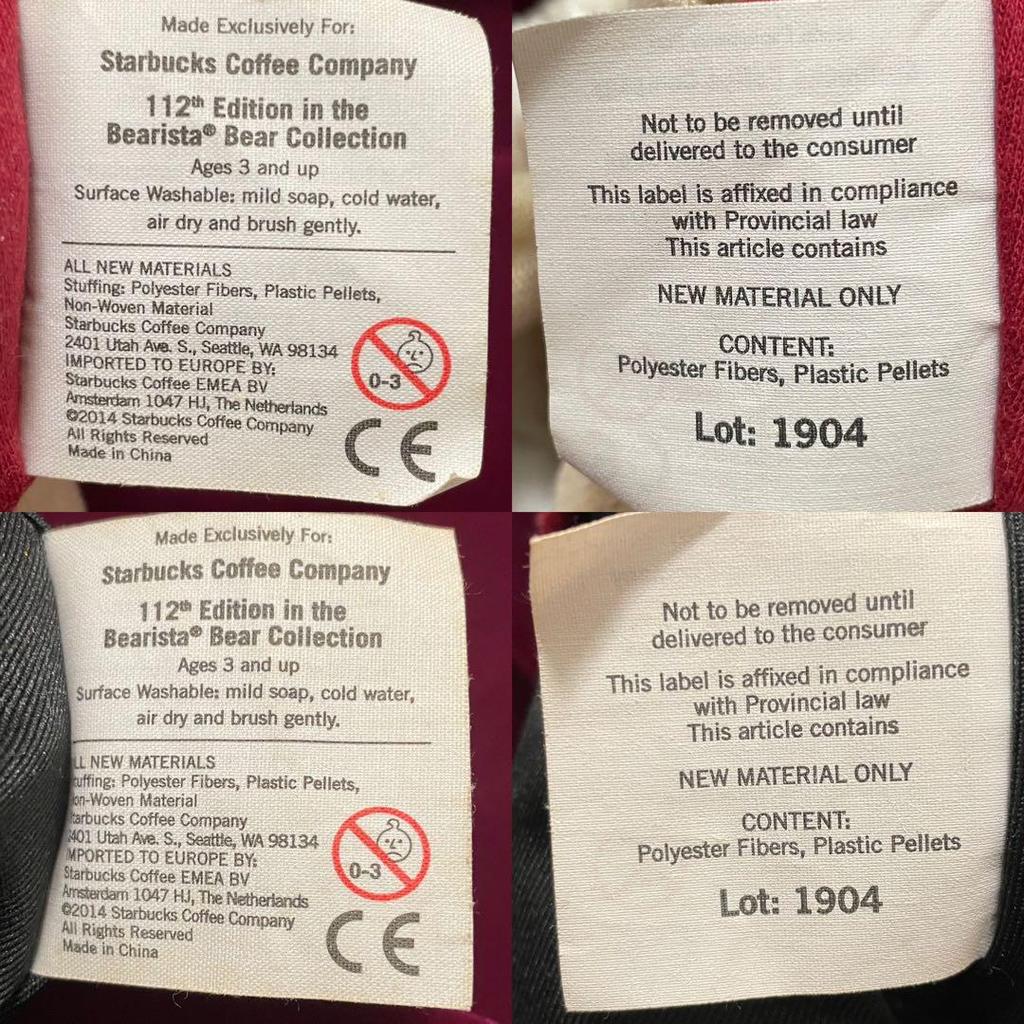 Made Exclusively For:
Starbucks Coffee Company
112th Edition in the
Bearista® Bear Collection
Ages 3 and up
Surface Washable: mild soap, cold water,
air dry and brush gently.
ALL NEW MATERIALS
Stuffing: Polyester Fibers, Plastic Pellets,
Non-Woven Material
Starbucks Coffee Company
2401 Utah Ave. S., Seattle, WA 98134
IMPORTED TO EUROPE BY:
Starbucks Coffee EMEA BV
Amsterdam 1047 HJ, The Netherlands
©2014 Starbucks Coffee Company
All Rights Reserved
Made in China
0-3
CE
Not to be removed until
delivered to the consumer
This label is affixed in compliance
with Provincial law
This article contains
NEW MATERIAL ONLY
CONTENT:
Polyester Fibers, Plastic Pellets
Lot: 1904
Made Exclusively For:
Starbucks Coffee Company
112th Edition in the
Bearista® Bear Collection
Ages 3 and up
Surface Washable: mild soap, cold water,
air dry and brush gently.
LL NEW MATERIALS
uffing: Polyester Fibers, Plastic Pellets,
on-Woven Material
tarbucks Coffee Company
401 Utah Ave. S., Seattle, WA 98134
IMPORTED TO EUROPE BY:
Starbucks Coffee EMEA BV
Amsterdam 1047 HJ, The Netherlands
©2014 Starbucks Coffee Company
All Rights Reserved
Made in China
0-3
CE
Not to be removed until
delivered to the consumer
This label is affixed in compliance
with Provincial law
This article contains
NEW MATERIAL ONLY
CONTENT:
Polyester Fibers, Plastic Pellets
Lot: 1904